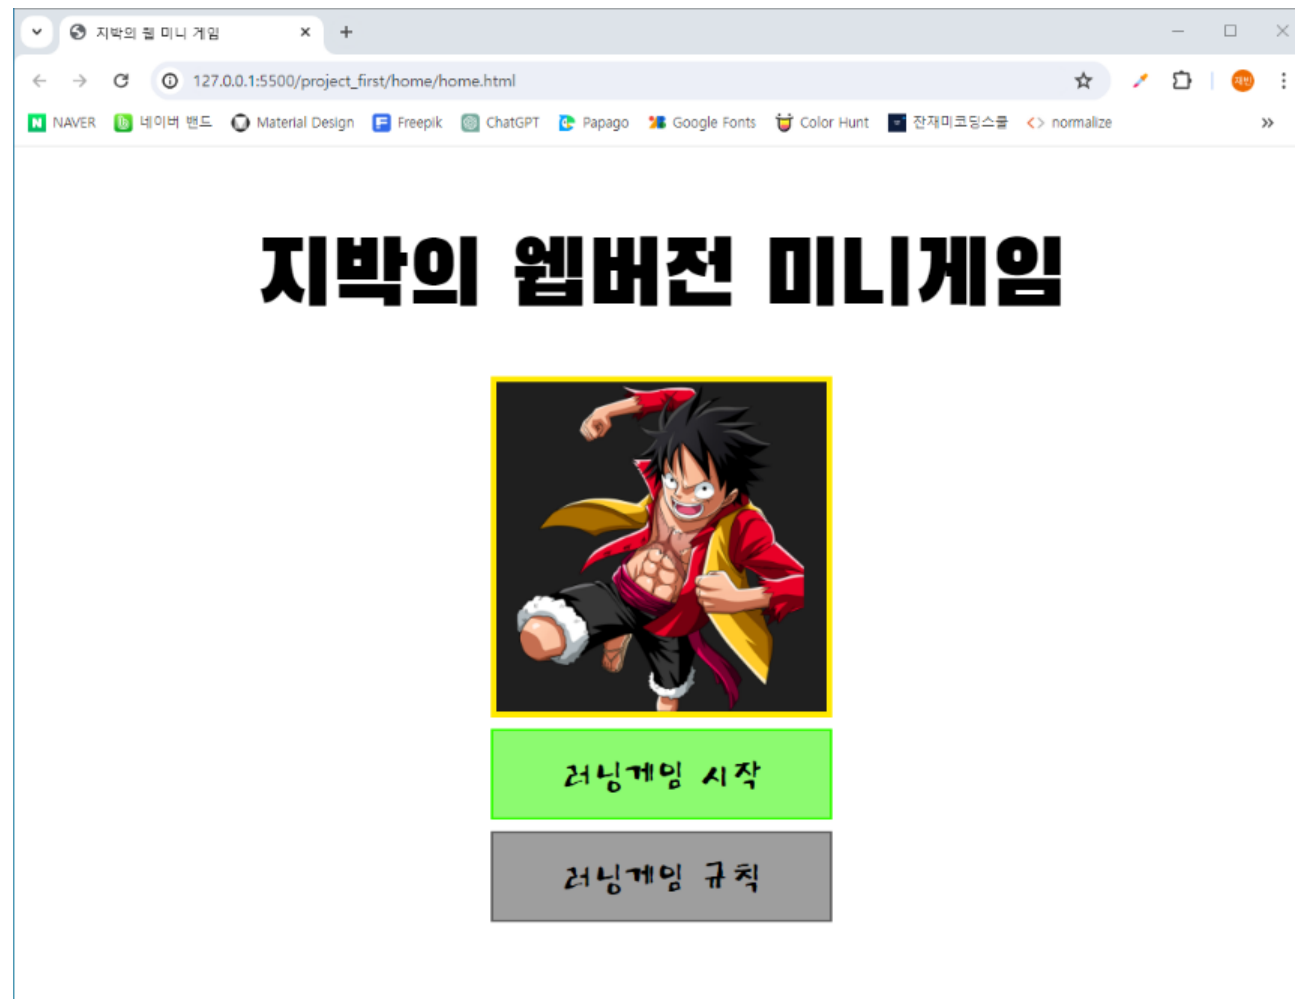 지박의 웹 미니 게임
127.0.0.1:5500/project_first/home/home.html
재빈
NAVER 네이버 밴드 Material Design Freepik ChatGPT Papago Google Fonts Color Hunt 잔재미코딩스쿨 normalize
지박의 웹버전 미니게임
러닝게임 시작
러닝게임 규칙